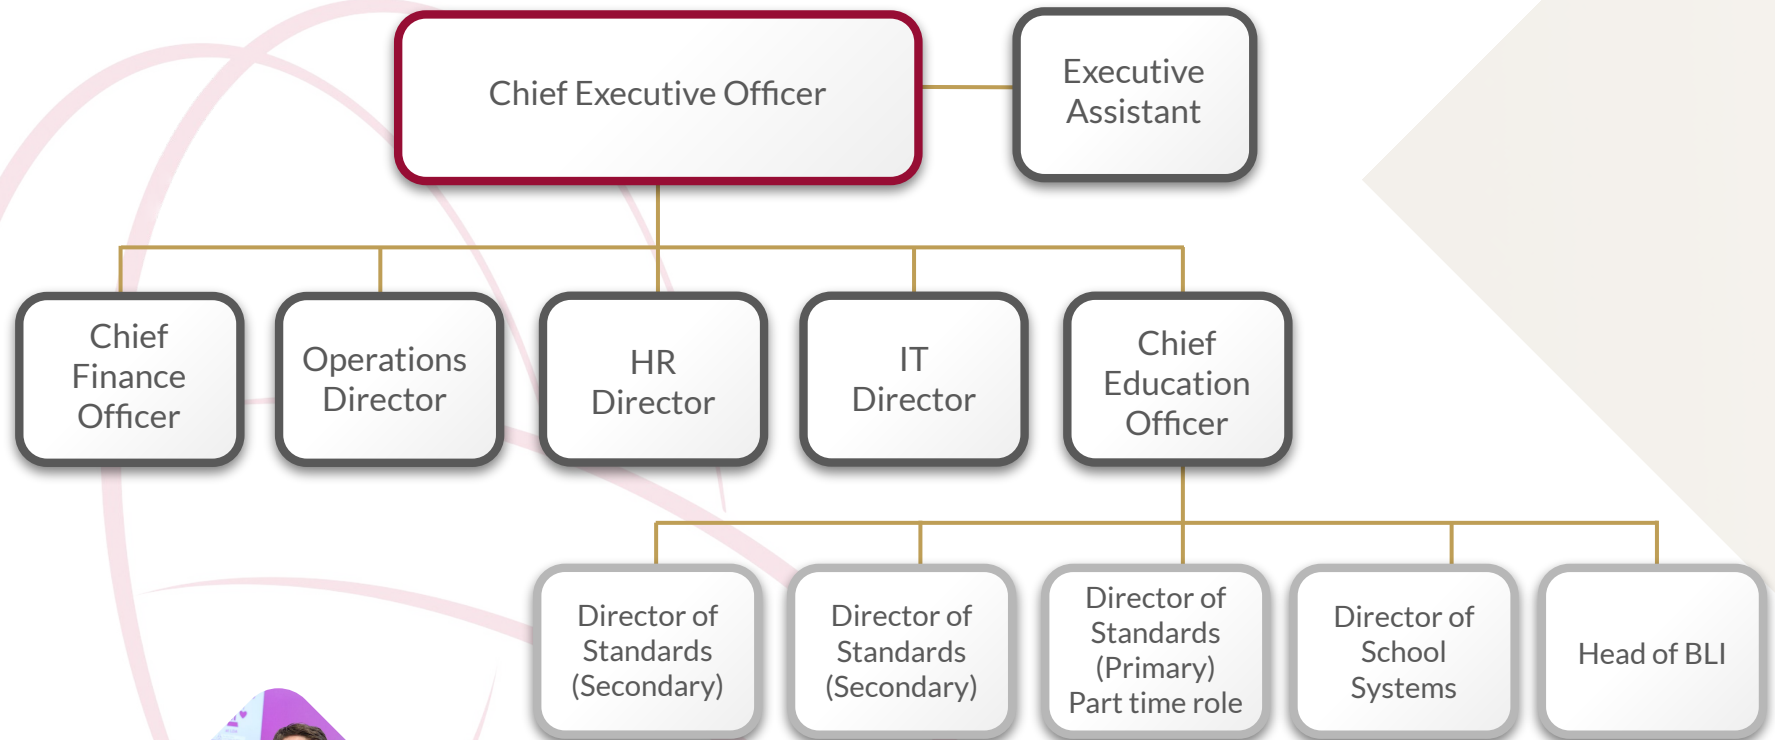 Chief Executive Officer
Executive
Assistant
Chief
Finance
Officer
Operations
Director
HR
Director
IT
Director
Chief
Education
Officer
Director of
Standards
(Secondary)
Director of
Standards
(Secondary)
Director of
Standards
(Primary)
Part time role
Director of
School
Systems
Head of BLI